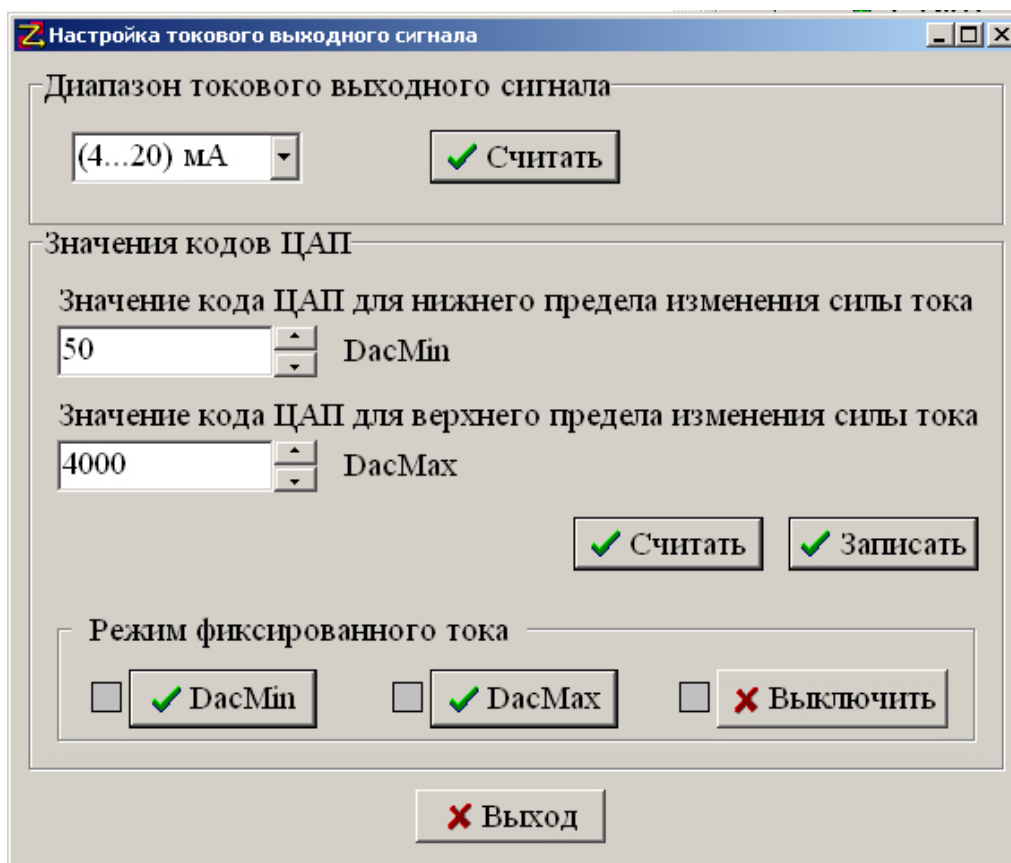 Настройка токового выходного сигнала
Диапазон токового выходного сигнала
(4...20) мА
Считать
Значения кодов ЦАП
Значение кода ЦАП для нижнего предела изменения силы тока
50
DacMin
Значение кода ЦАП для верхнего предела изменения силы тока
4000
DacMax
Считать
Записать
Режим фиксированного тока
DacMin
DacMax
Выключить
Выход